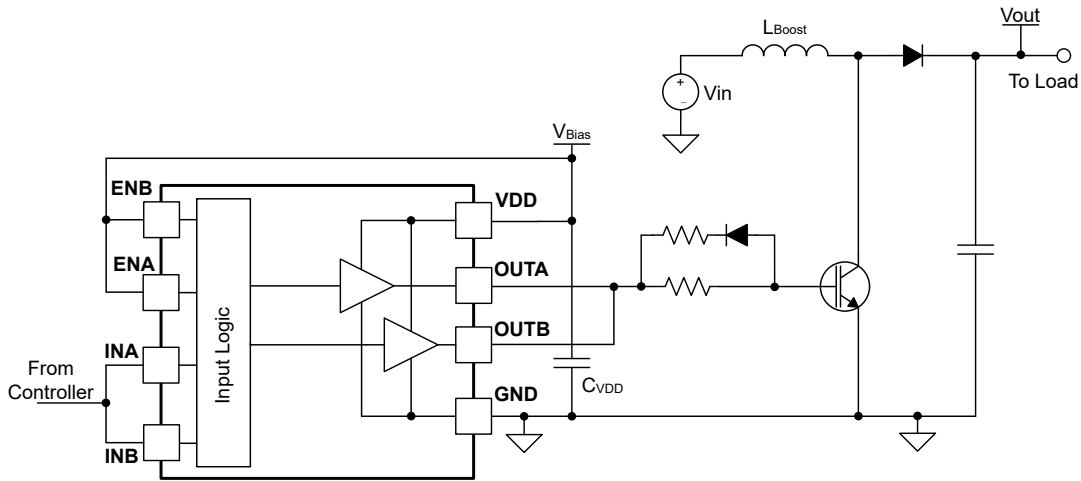 Vout
LBoost
To Load
+
Vin
−
VBias
ENB
VDD
ENA
OUTA
OUTB
INA
Input Logic
From
Controller
CVDD
GND
INB